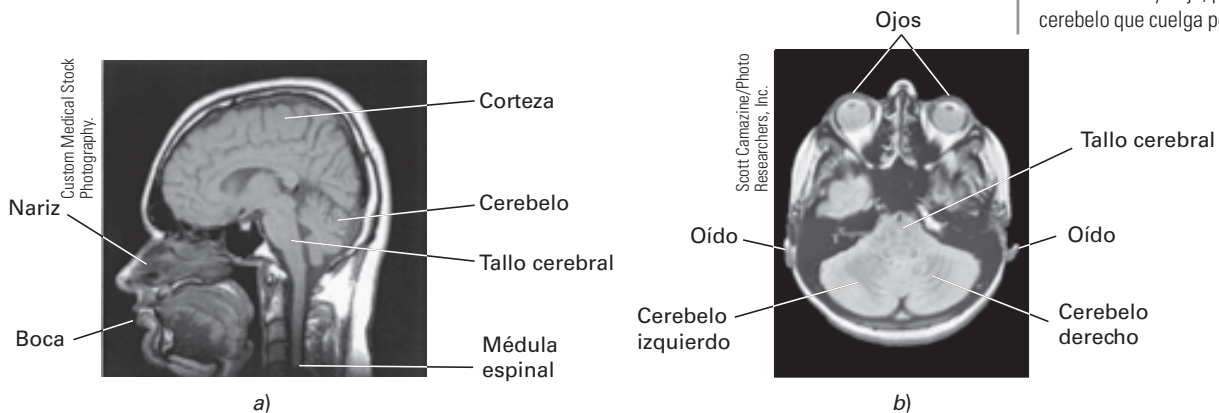 cerebelo que cuelga p
Custom Medical Stock
Photography.
Corteza
Nariz
Cerebelo
Tallo cerebral
Boca
Médula
espinal
a)
Ojos
Scott Camazine/Photo
Researchers, Inc.
Tallo cerebral
Oído
Oído
Cerebelo
izquierdo
Cerebelo
derecho
b)